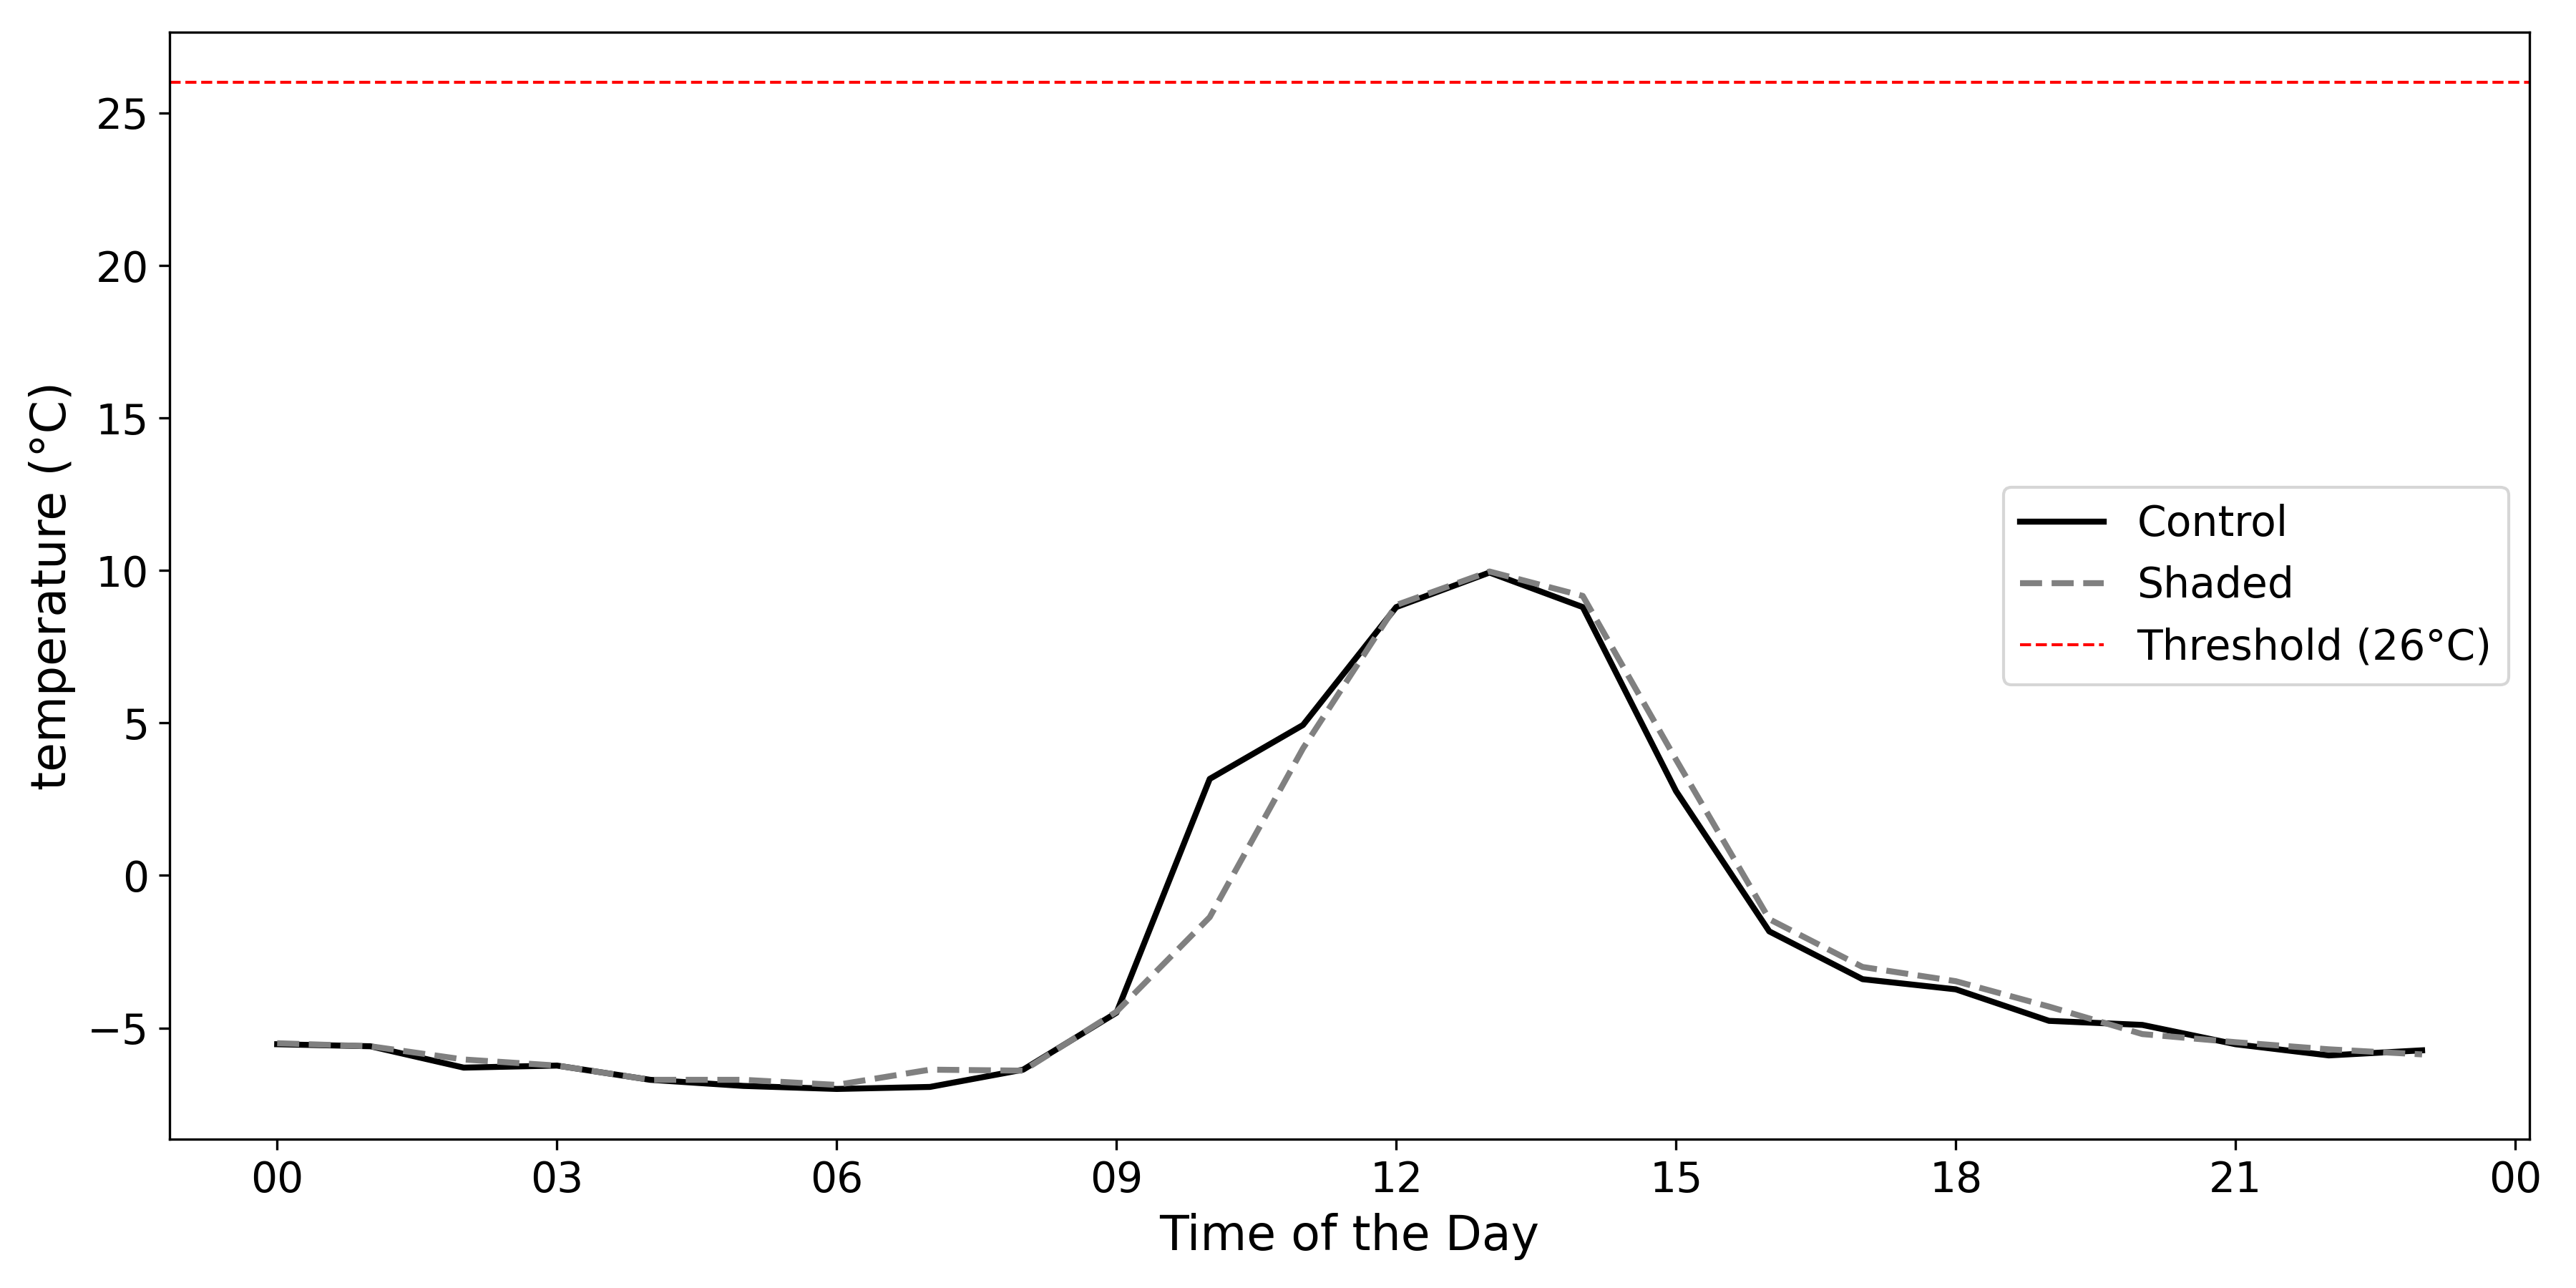 temperature (°C)
25
20
15
10
5
0
−5
Control
Shaded
Threshold (26°C)
00 03 06 09 12 15 18 21 00
Time of the Day